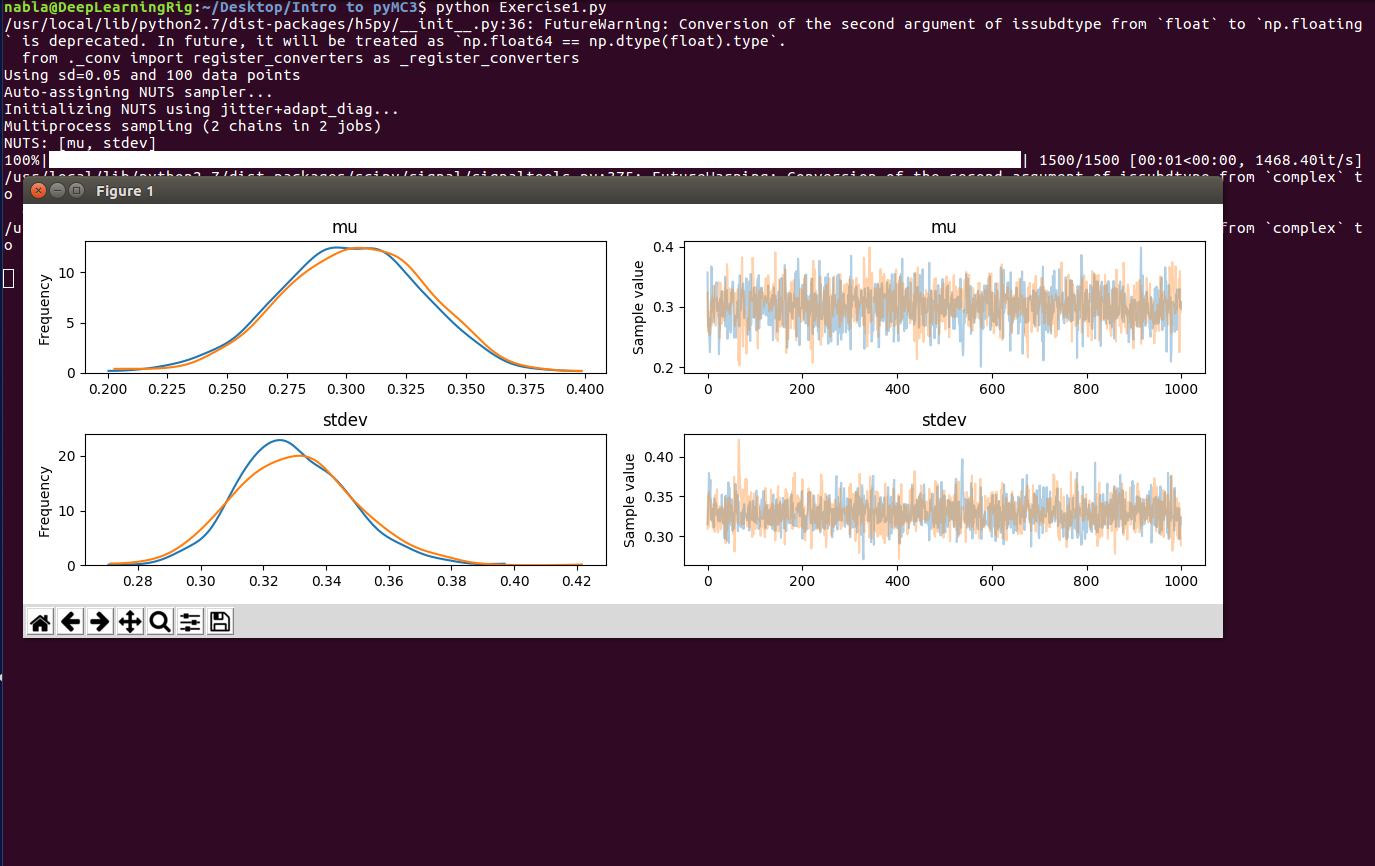 nabla@DeepLearningRig:~/Desktop/Intro to pyMC3$ python Exercise1.py
/usr/local/lib/python2.7/dist-packages/h5py/__init__.py:36: FutureWarning: Conversion of the second argument of issubdtype from `float` to `np.floating
` is deprecated. In future, it will be treated as `np.float64 == np.dtype(float).type`.
from ._conv import register_converters as _register_converters
Using sd=0.05 and 100 data points
Auto-assigning NUTS sampler...
Initializing NUTS using jitter+adapt_diag...
Multiprocess sampling (2 chains in 2 jobs)
NUTS: [mu, stdev]
100%| | 1500/1500 [00:01<00:00, 1468.40it/s]
/usr/local/lib/python2.7/dist-packages/scipy/signal/signaltools.py:375: FutureWarning: Conversion of the second argument of issubdtype from `complex` t
o
/u from `complex` t
o
Figure 1
mu
Frequency
10
5
0
0.200 0.225 0.250 0.275 0.300 0.325 0.350 0.375 0.400
mu
Sample value
0.4
0.3
0.2
0 200 400 600 800 1000
stdev
Frequency
20
10
0
0.28 0.30 0.32 0.34 0.36 0.38 0.40 0.42
stdev
Sample value
0.40
0.35
0.30
0 200 400 600 800 1000